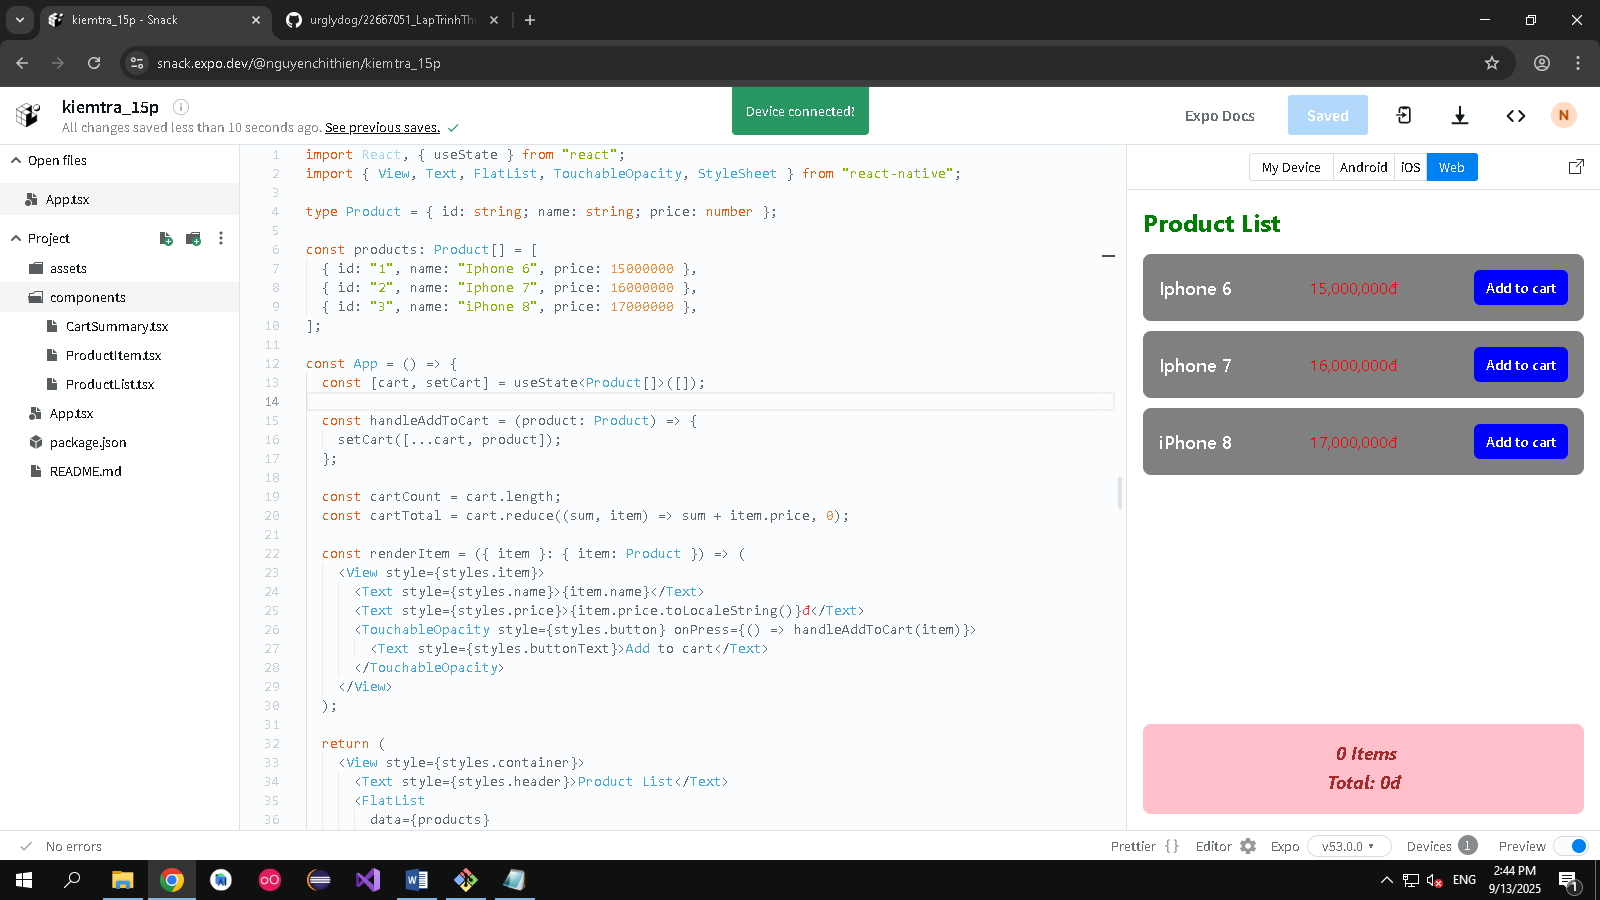 kiemtra_15p - Snack
urglydog/22667051_LapTrinhThi
snack.expo.dev/@nguyenchithien/kiemtra_15p
kiemtra_15p
All changes saved less than 10 seconds ago. See previous saves.
Device connected!
Expo Docs
Saved
N
Open files
App.tsx
Project
assets
components
CartSummary.tsx
ProductItem.tsx
ProductList.tsx
App.tsx
package.json
README.md
1 import React, { useState } from "react";
2 import { View, Text, FlatList, TouchableOpacity, StyleSheet } from "react-native";
3
4 type Product = { id: string; name: string; price: number };
5
6 const products: Product[] = [
7 { id: "1", name: "Iphone 6", price: 15000000 },
8 { id: "2", name: "Iphone 7", price: 16000000 },
9 { id: "3", name: "iPhone 8", price: 17000000 },
10 ];
11
12 const App = () => {
13 const [cart, setCart] = useState<Product[]>([]);
14
15 const handleAddToCart = (product: Product) => {
16 setCart([...cart, product]);
17 };
18
19 const cartCount = cart.length;
20 const cartTotal = cart.reduce((sum, item) => sum + item.price, 0);
21
22 const renderItem = ({ item }: { item: Product }) => (
23 <View style={styles.item}>
24 <Text style={styles.name}>{item.name}</Text>
25 <Text style={styles.price}>{item.price.toLocaleString()}đ</Text>
26 <TouchableOpacity style={styles.button} onPress={() => handleAddToCart(item)}>
27 <Text style={styles.buttonText}>Add to cart</Text>
28 </TouchableOpacity>
29 </View>
30 );
31
32 return (
33 <View style={styles.container}>
34 <Text style={styles.header}>Product List</Text>
35 <FlatList
36 data={products}
My Device Android iOS Web
Product List
Iphone 6 15,000,000đ Add to cart
Iphone 7 16,000,000đ Add to cart
iPhone 8 17,000,000đ Add to cart
0 Items
Total: 0đ
No errors
Prettier {} Editor Expo v53.0.0 Devices 1 Preview
ENG
2:44 PM
9/13/2025
1